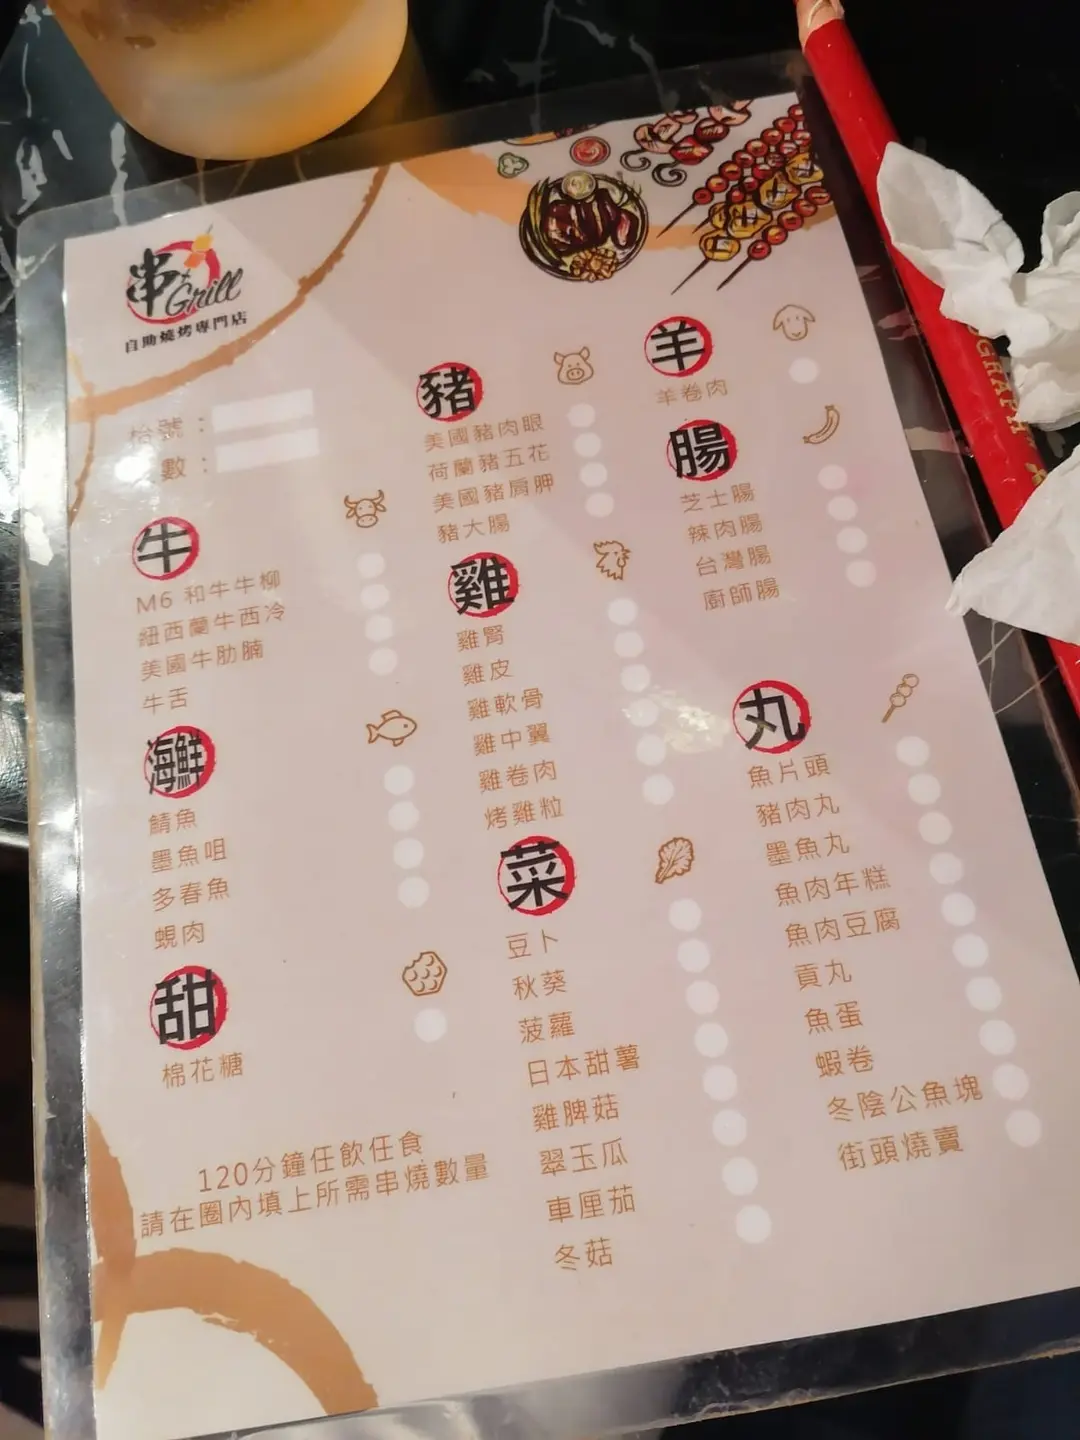 串
Grill
自助燒烤專門店
枱號：
數：
牛
M6 和牛牛柳
紐西蘭牛西冷
美國牛肋腩
牛舌
海鮮
鯖魚
墨魚咀
多春魚
蜆肉
甜
棉花糖
120分鐘任飲任食
請在圈內填上所需串燒數量
豬
美國豬肉眼
荷蘭豬五花
美國豬肩胛
豬大腸
雞
雞腎
雞皮
雞軟骨
雞中翼
雞卷肉
烤雞粒
菜
豆卜
秋葵
菠蘿
日本甜薯
雞脾菇
翠玉瓜
車厘茄
冬菇
羊
羊卷肉
腸
芝士腸
辣肉腸
台灣腸
廚師腸
丸
魚片頭
豬肉丸
墨魚丸
魚肉年糕
魚肉豆腐
貢丸
魚蛋
蝦卷
冬陰公魚塊
街頭燒賣